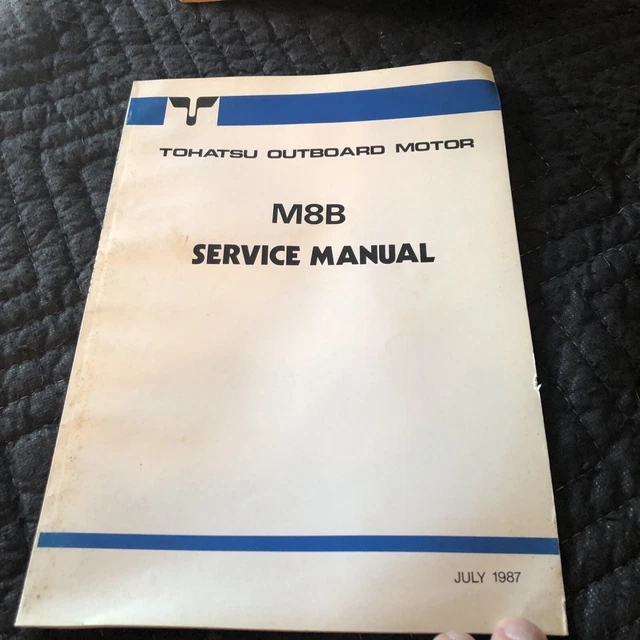 TOHATSU OUTBOARD MOTOR
M8B
SERVICE MANUAL
JULY 1987